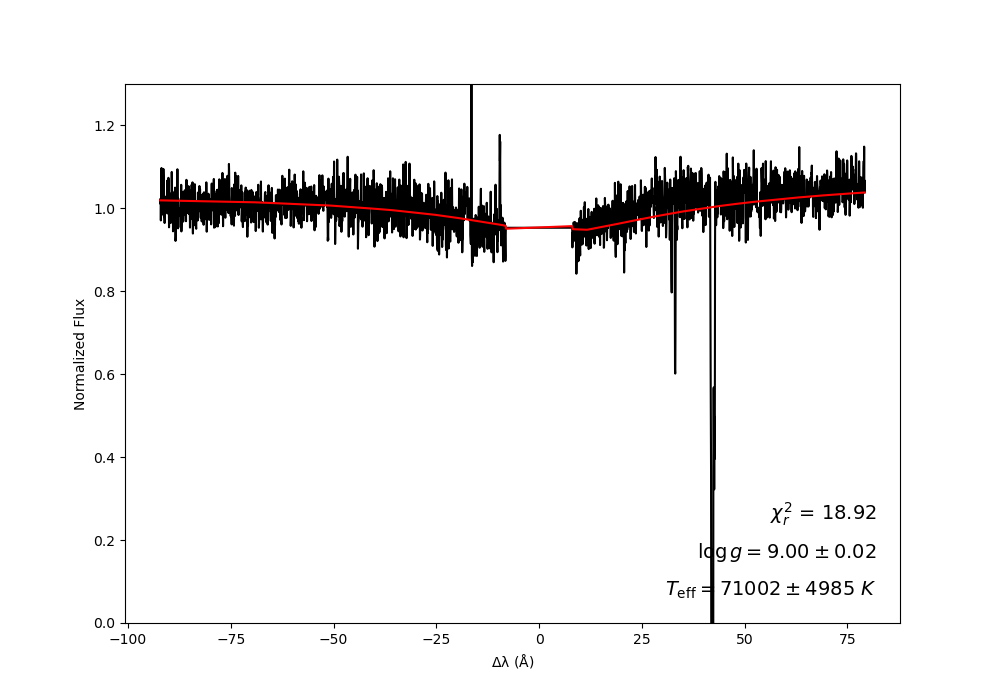 1.2
1.0
0.8
0.6
0.4
0.2
0.0
Normalized Flux
χ²ᵣ = 18.92
log g = 9.00 ± 0.02
T_eff = 71002 ± 4985 K
−100 −75 −50 −25 0 25 50 75
Δλ (Å)